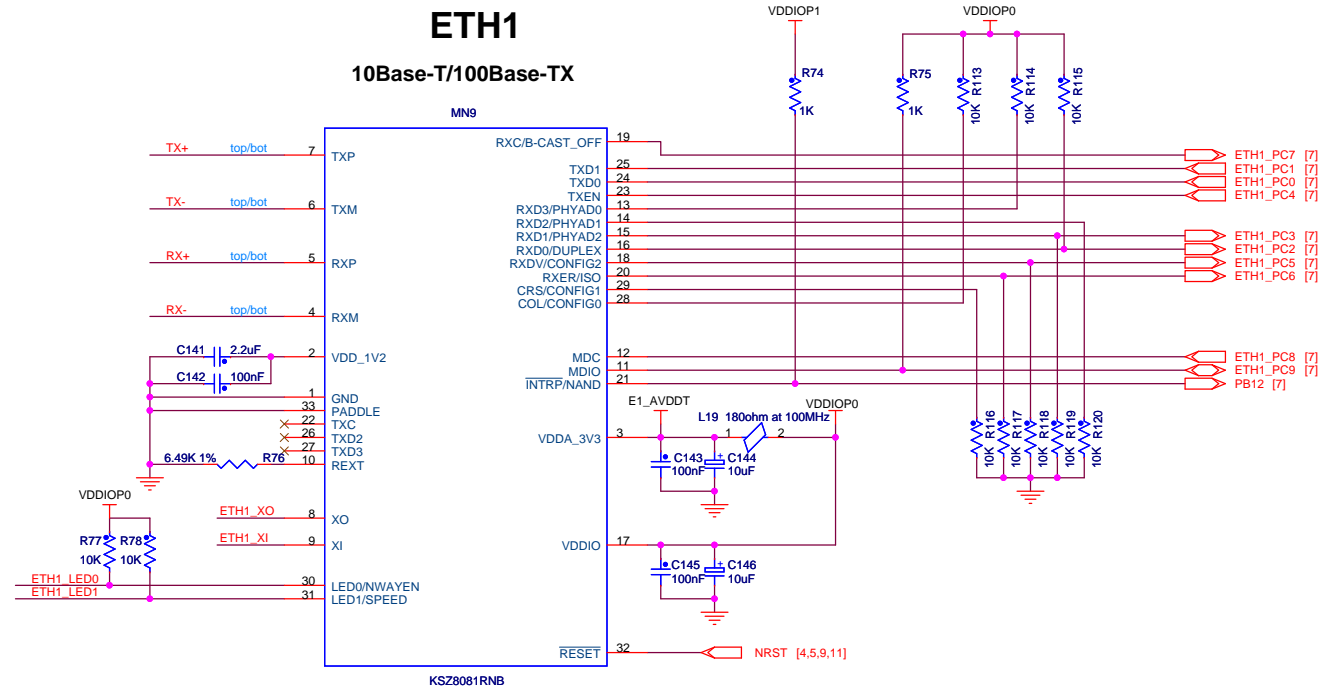 ETH1
10Base-T/100Base-TX
MN9
VDDIOP1
VDDIOP0
R74
1K
R75
1K
R113
10K
R114
10K
R115
10K
TX+ top/bot 7 TXP
TX- top/bot 6 TXM
RX+ top/bot 5 RXP
RX- top/bot 4 RXM
C141 2.2uF 2 VDD_1V2
C142 100nF
1 GND
33 PADDLE
22 TXC
26 TXD2
27 TXD3
6.49K 1% R76 10 REXT
VDDIOP0
R77
10K
R78
10K
ETH1_XO 8 XO
ETH1_XI 9 XI
ETH1_LED0 30 LED0/NWAYEN
ETH1_LED1 31 LED1/SPEED
RXC/B-CAST_OFF 19 ETH1_PC7 [7]
TXD1 25 ETH1_PC1 [7]
TXD0 24 ETH1_PC0 [7]
TXEN 23 ETH1_PC4 [7]
RXD3/PHYAD0 13
RXD2/PHYAD1 14
RXD1/PHYAD2 15 ETH1_PC3 [7]
RXD0/DUPLEX 16 ETH1_PC2 [7]
RXDV/CONFIG2 18 ETH1_PC5 [7]
RXER/ISO 20 ETH1_PC6 [7]
CRS/CONFIG1 29
COL/CONFIG0 28
MDC 12 ETH1_PC8 [7]
MDIO 11 ETH1_PC9 [7]
INTRP/NAND 21 PB12 [7]
E1_AVDDT
VDDIOP0
L19 180ohm at 100MHz
VDDA_3V3 3 1 2
C143
100nF
C144
10uF
R116
10K
R117
10K
R118
10K
R119
10K
R120
10K
VDDIO 17
C145
100nF
C146
10uF
RESET 32 NRST [4,5,9,11]
KSZ8081RNB